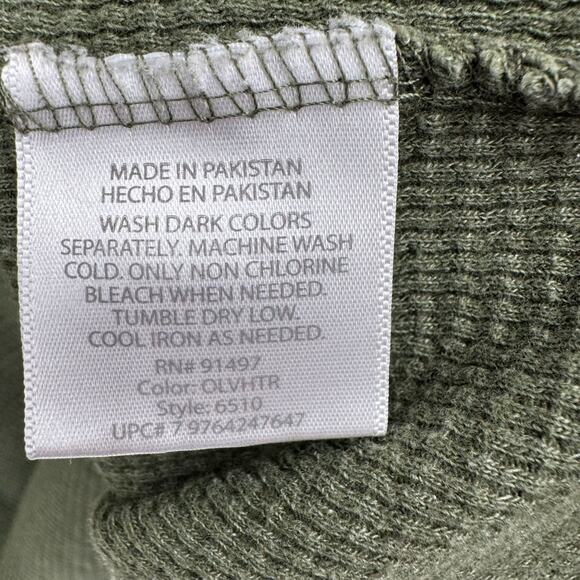 MADE IN PAKISTAN
HECHO EN PAKISTAN
WASH DARK COLORS
SEPARATELY. MACHINE WASH
COLD. ONLY NON CHLORINE
BLEACH WHEN NEEDED.
TUMBLE DRY LOW.
COOL IRON AS NEEDED.
RN# 91497
Color: OLVHTR
Style: 6510
UPC# 7 9764247647